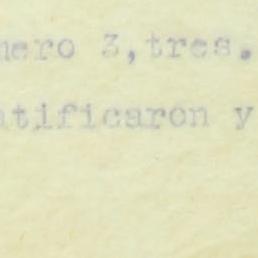 mero 3,tres.
atificaron y